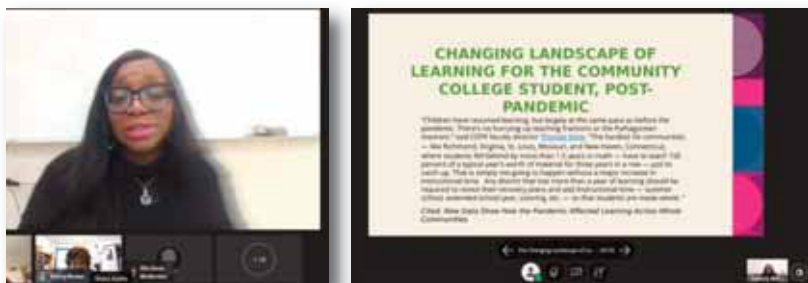 CHANGING LANDSCAPE OF
LEARNING FOR THE COMMUNITY
COLLEGE STUDENT, POST-
PANDEMIC
"Children have resumed learning, but largely at the same pace as before the
pandemic. There's no hurrying up teaching fractions or the Pythagorean
theorem," said CEPR faculty director "The hardest hit communities
— like Richmond, Virginia, St. Louis, Missouri, and New Haven, Connecticut,
where students fell behind by more than 1.5 years in math — have to teach 150
percent of a typical year's worth of material for three years in a row — just to
catch up. That is simply not going to happen without a major increase in
instructional time. Any district that lost more than a year of learning should be
required to revisit their recovery plans and add instructional time — summer
school, extended school year, tutoring, etc. — so that students are made whole."
Cited: New Data Show How the Pandemic Affected Learning Across Whole
Communities